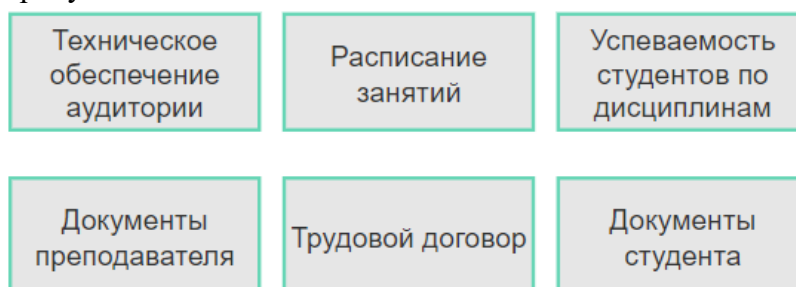 Техническое
обеспечение
аудитории
Расписание
занятий
Успеваемость
студентов по
дисциплинам
Документы
преподавателя
Трудовой договор
Документы
студента